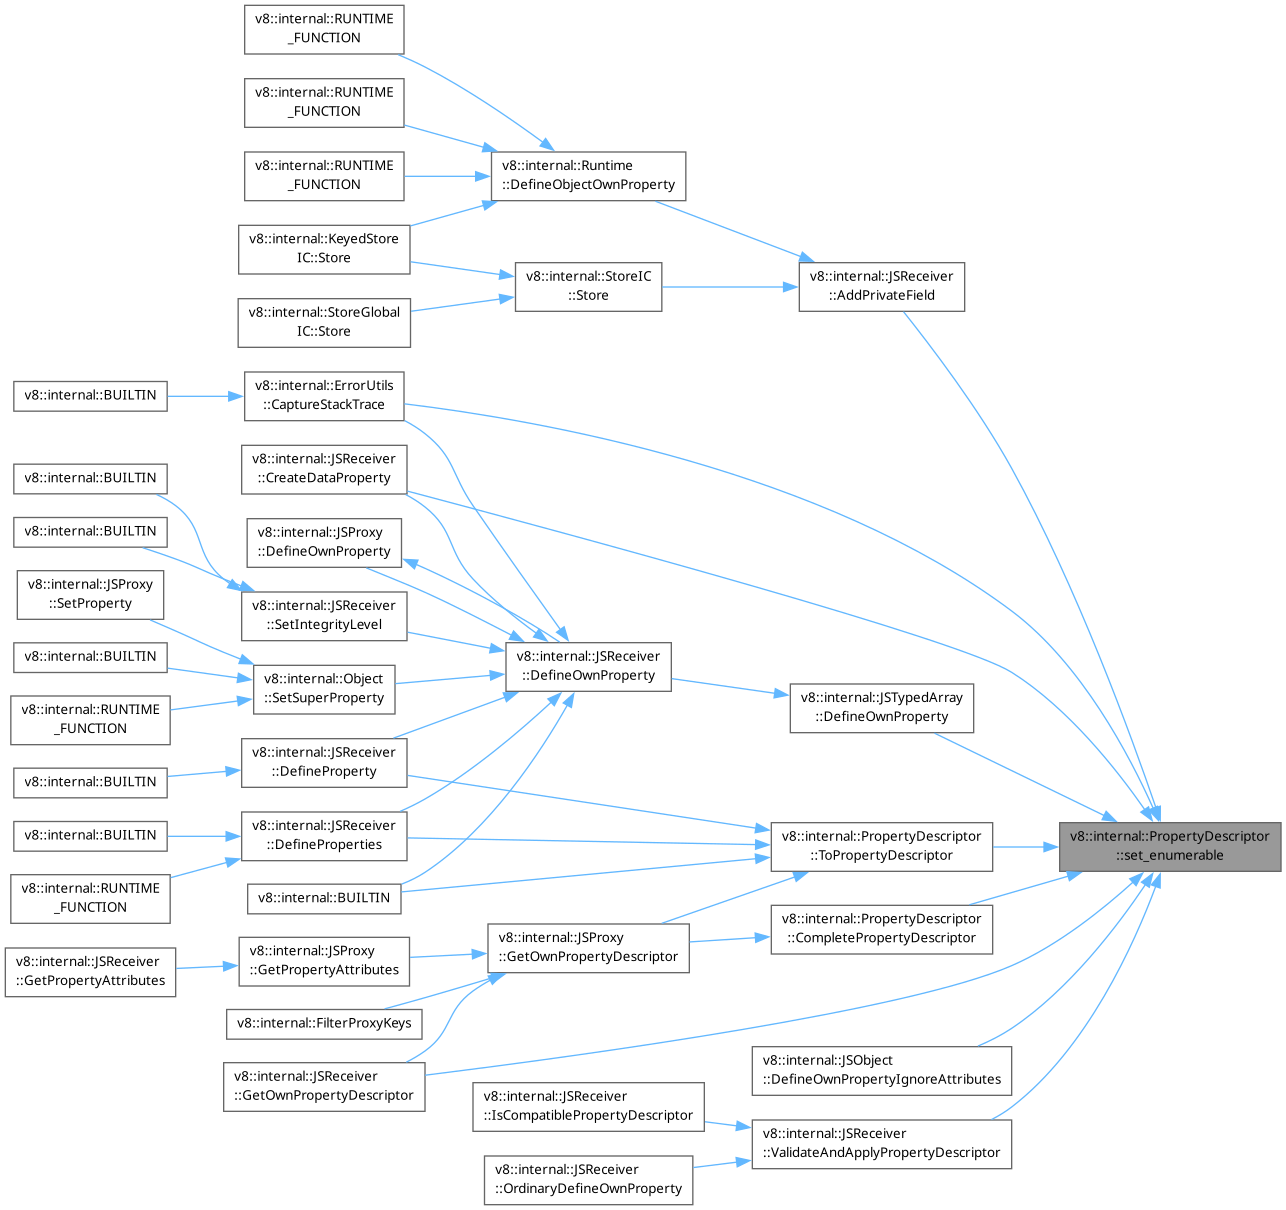 v8::internal::RUNTIME
_FUNCTION
v8::internal::RUNTIME
_FUNCTION
v8::internal::RUNTIME
_FUNCTION
v8::internal::Runtime
::DefineObjectOwnProperty
v8::internal::KeyedStore
IC::Store
v8::internal::StoreIC
::Store
v8::internal::JSReceiver
::AddPrivateField
v8::internal::StoreGlobal
IC::Store
v8::internal::BUILTIN
v8::internal::ErrorUtils
::CaptureStackTrace
v8::internal::BUILTIN
v8::internal::JSReceiver
::CreateDataProperty
v8::internal::BUILTIN
v8::internal::JSProxy
::DefineOwnProperty
v8::internal::JSProxy
::SetProperty
v8::internal::JSReceiver
::SetIntegrityLevel
v8::internal::BUILTIN
v8::internal::Object
::SetSuperProperty
v8::internal::JSReceiver
::DefineOwnProperty
v8::internal::RUNTIME
_FUNCTION
v8::internal::JSTypedArray
::DefineOwnProperty
v8::internal::BUILTIN
v8::internal::JSReceiver
::DefineProperty
v8::internal::BUILTIN
v8::internal::JSReceiver
::DefineProperties
v8::internal::PropertyDescriptor
::ToPropertyDescriptor
v8::internal::PropertyDescriptor
::set_enumerable
v8::internal::RUNTIME
_FUNCTION
v8::internal::BUILTIN
v8::internal::PropertyDescriptor
::CompletePropertyDescriptor
v8::internal::JSReceiver
::GetPropertyAttributes
v8::internal::JSProxy
::GetPropertyAttributes
v8::internal::JSProxy
::GetOwnPropertyDescriptor
v8::internal::FilterProxyKeys
v8::internal::JSReceiver
::GetOwnPropertyDescriptor
v8::internal::JSObject
::DefineOwnPropertyIgnoreAttributes
v8::internal::JSReceiver
::IsCompatiblePropertyDescriptor
v8::internal::JSReceiver
::ValidateAndApplyPropertyDescriptor
v8::internal::JSReceiver
::OrdinaryDefineOwnProperty